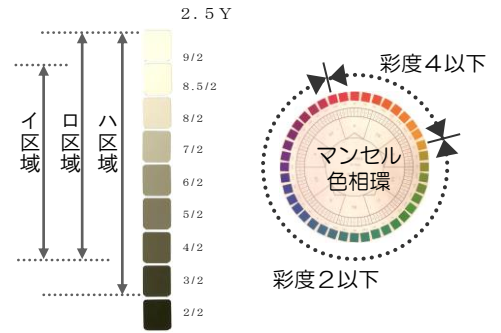 2.5Y
9/2
8.5/2
8/2
7/2
6/2
5/2
4/2
3/2
2/2
イ区域
ロ区域
ハ区域
彩度4以下
マンセル
色相環
彩度2以下